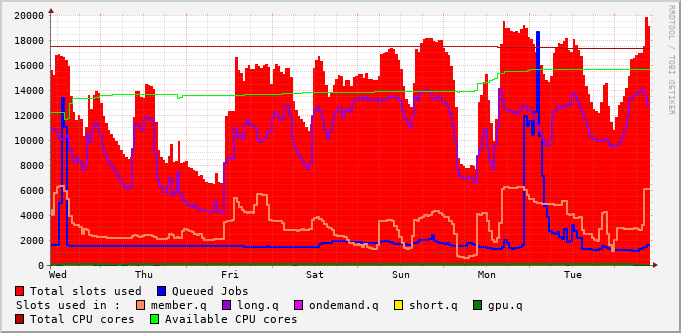 20000
18000
16000
14000
12000
10000
8000
6000
4000
2000
0
Wed Thu Fri Sat Sun Mon Tue
RRDTOOL / TOBI OETIKER
Total slots used Queued Jobs
Slots used in : member.q long.q ondemand.q short.q gpu.q
Total CPU cores Available CPU cores